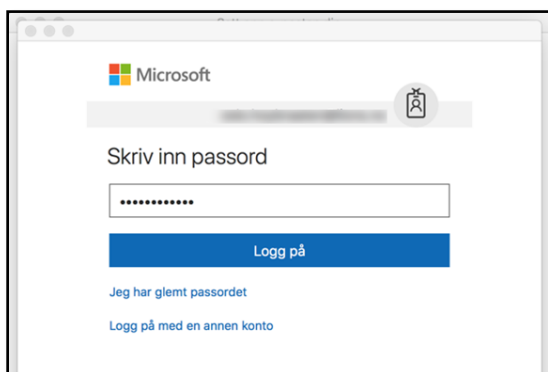 Microsoft
Skriv inn passord
••••••••••••
Logg på
Jeg har glemt passordet
Logg på med en annen konto